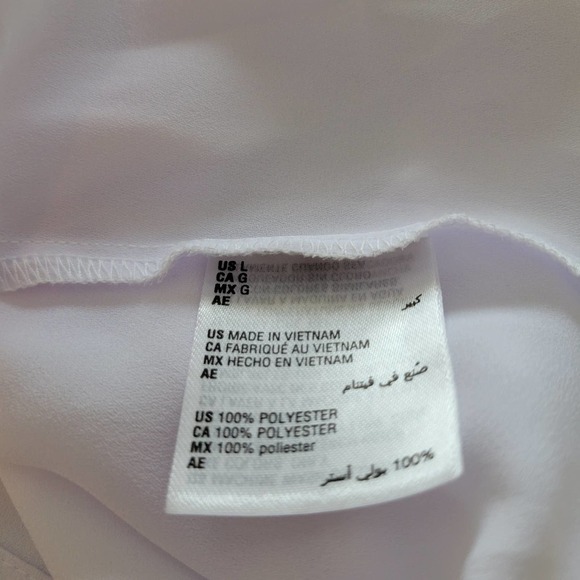 US L
CA G
MX G
AE كبير
US MADE IN VIETNAM
CA FABRIQUÉ AU VIETNAM
MX HECHO EN VIETNAM
AE صُنع في فيتنام
US 100% POLYESTER
CA 100% POLYESTER
MX 100% poliester
AE 100% بولي أستر